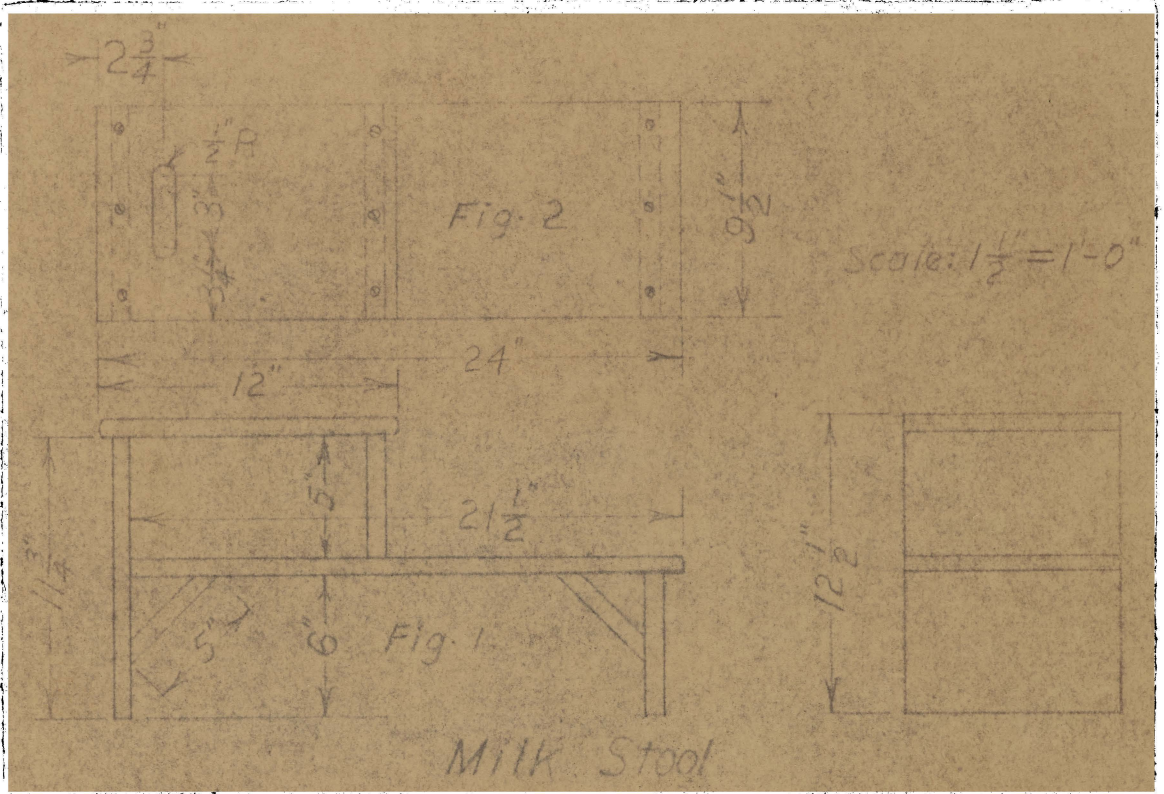 2 3/4"
1/2" R
3"
3 1/4"
Fig. 2
9 1/2"
Scale: 1 1/2" = 1'-0"
24"
12"
5"
21 1/2"
11 3/4"
5"
6"
Fig. 1.
12 1/2"
Milk Stool